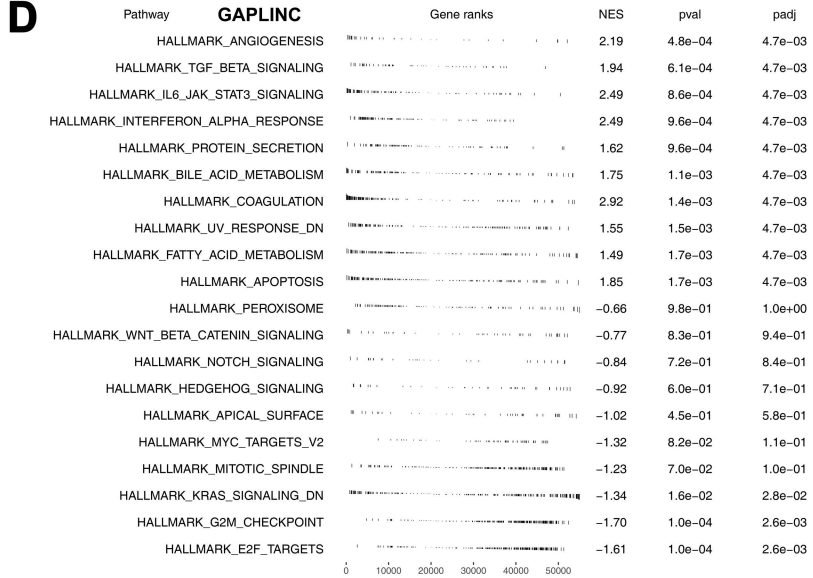 D
Pathway GAPLINC Gene ranks NES pval padj
HALLMARK_ANGIOGENESIS 2.19 4.8e−04 4.7e−03
HALLMARK_TGF_BETA_SIGNALING 1.94 6.1e−04 4.7e−03
HALLMARK_IL6_JAK_STAT3_SIGNALING 2.49 8.6e−04 4.7e−03
HALLMARK_INTERFERON_ALPHA_RESPONSE 2.49 9.6e−04 4.7e−03
HALLMARK_PROTEIN_SECRETION 1.62 9.6e−04 4.7e−03
HALLMARK_BILE_ACID_METABOLISM 1.75 1.1e−03 4.7e−03
HALLMARK_COAGULATION 2.92 1.4e−03 4.7e−03
HALLMARK_UV_RESPONSE_DN 1.55 1.5e−03 4.7e−03
HALLMARK_FATTY_ACID_METABOLISM 1.49 1.7e−03 4.7e−03
HALLMARK_APOPTOSIS 1.85 1.7e−03 4.7e−03
HALLMARK_PEROXISOME −0.66 9.8e−01 1.0e+00
HALLMARK_WNT_BETA_CATENIN_SIGNALING −0.77 8.3e−01 9.4e−01
HALLMARK_NOTCH_SIGNALING −0.84 7.2e−01 8.4e−01
HALLMARK_HEDGEHOG_SIGNALING −0.92 6.0e−01 7.1e−01
HALLMARK_APICAL_SURFACE −1.02 4.5e−01 5.8e−01
HALLMARK_MYC_TARGETS_V2 −1.32 8.2e−02 1.1e−01
HALLMARK_MITOTIC_SPINDLE −1.23 7.0e−02 1.0e−01
HALLMARK_KRAS_SIGNALING_DN −1.34 1.6e−02 2.8e−02
HALLMARK_G2M_CHECKPOINT −1.70 1.0e−04 2.6e−03
HALLMARK_E2F_TARGETS −1.61 1.0e−04 2.6e−03
0 10000 20000 30000 40000 50000